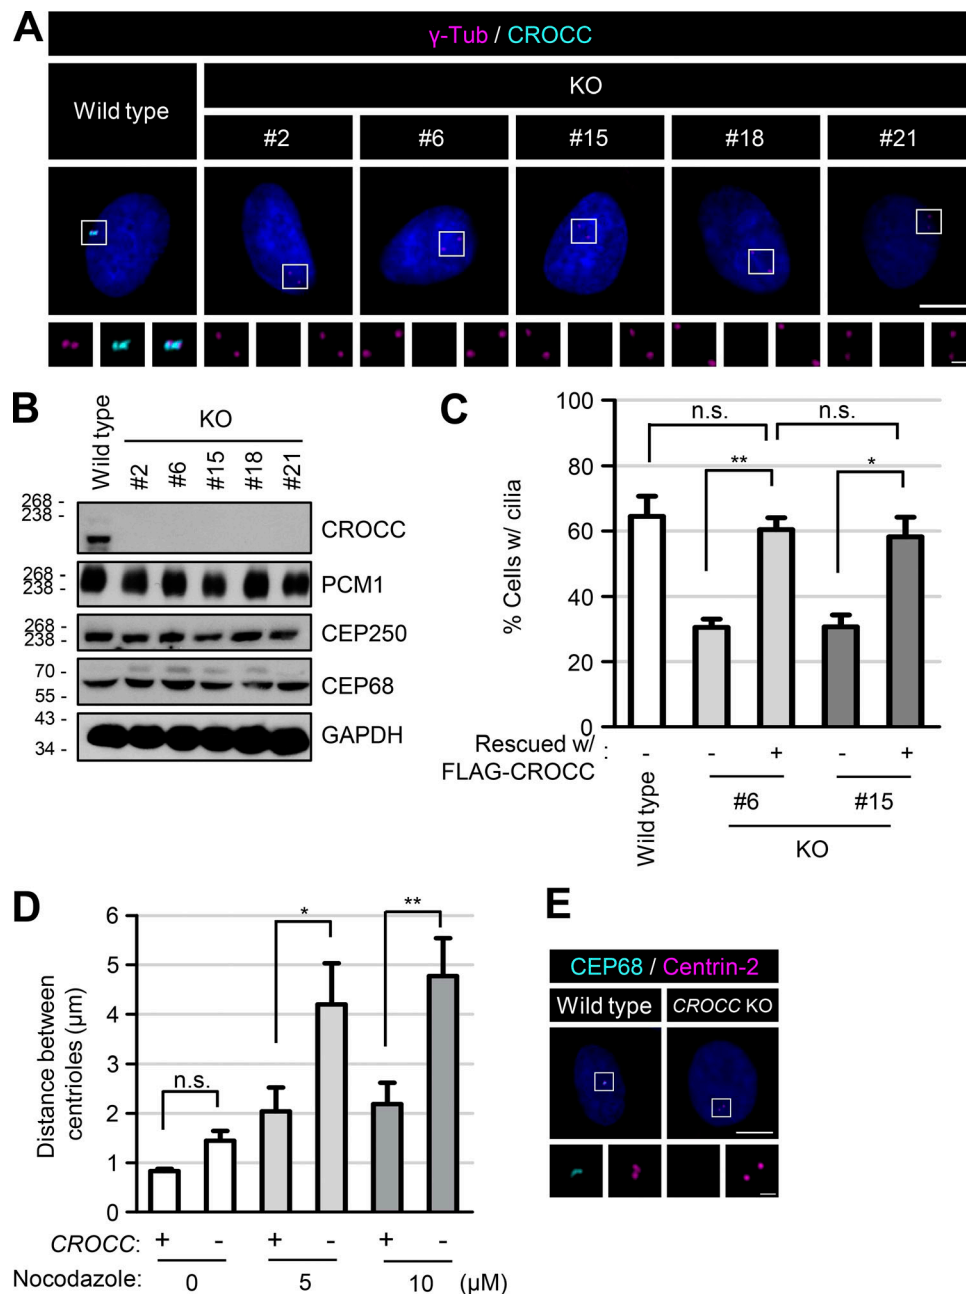 A
γ-Tub / CROCC
Wild type
KO
#2 #6 #15 #18 #21
B
Wild type
KO
#2 #6 #15 #18 #21
268 -
238 -
CROCC
268 -
238 -
PCM1
268 -
238 -
CEP250
70 -
55 -
CEP68
43 -
34 -
GAPDH
C
% Cells w/ cilia
100
80
60
40
20
0
n.s. n.s.
** *
Rescued w/
FLAG-CROCC
: - - + - +
Wild type
#6 #15
KO
D
Distance between
centrioles (µm)
6
5
4
3
2
1
0
n.s. * **
CROCC: + - + - + -
Nocodazole: 0 5 10 (µM)
E
CEP68 / Centrin-2
Wild type CROCC KO